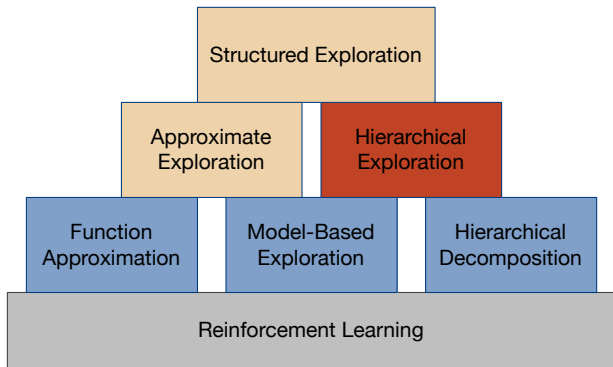 Structured Exploration
Approximate
Exploration
Hierarchical
Exploration
Function
Approximation
Model-Based
Exploration
Hierarchical
Decomposition
Reinforcement Learning